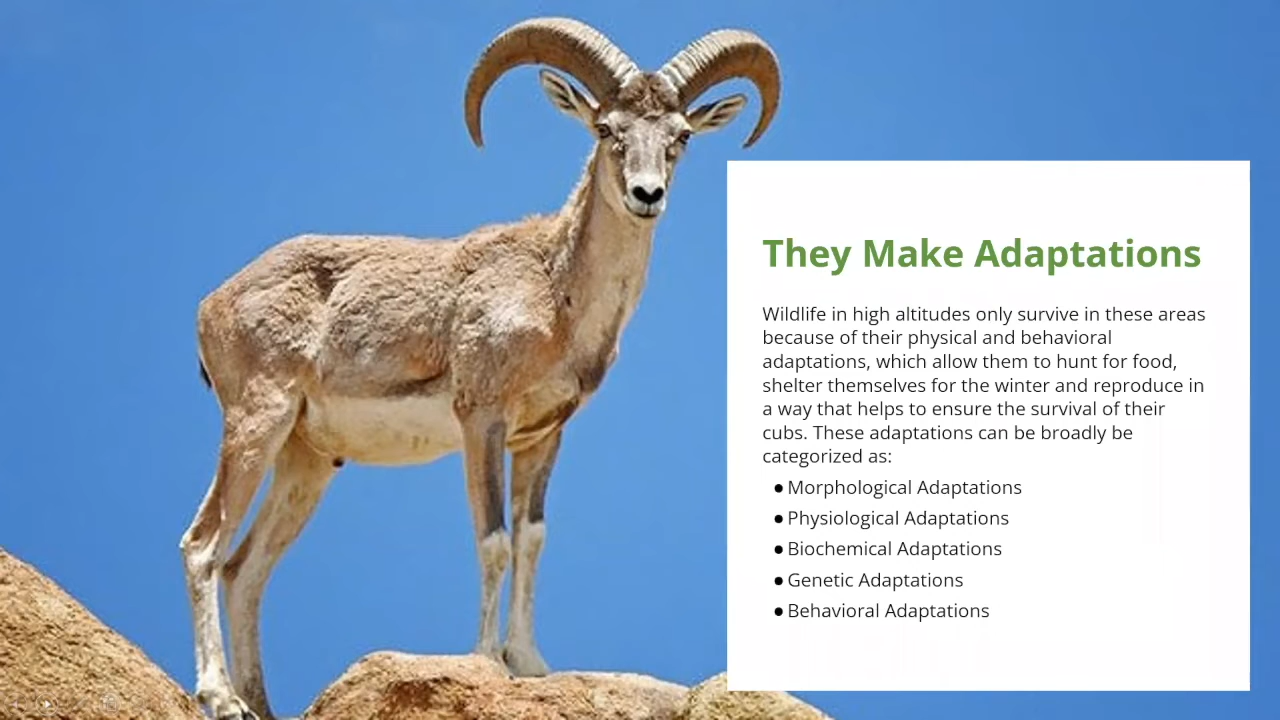 They Make Adaptations
Wildlife in high altitudes only survive in these areas
because of their physical and behavioral
adaptations, which allow them to hunt for food,
shelter themselves for the winter and reproduce in
a way that helps to ensure the survival of their
cubs. These adaptations can be broadly be
categorized as:
● Morphological Adaptations
● Physiological Adaptations
● Biochemical Adaptations
● Genetic Adaptations
● Behavioral Adaptations